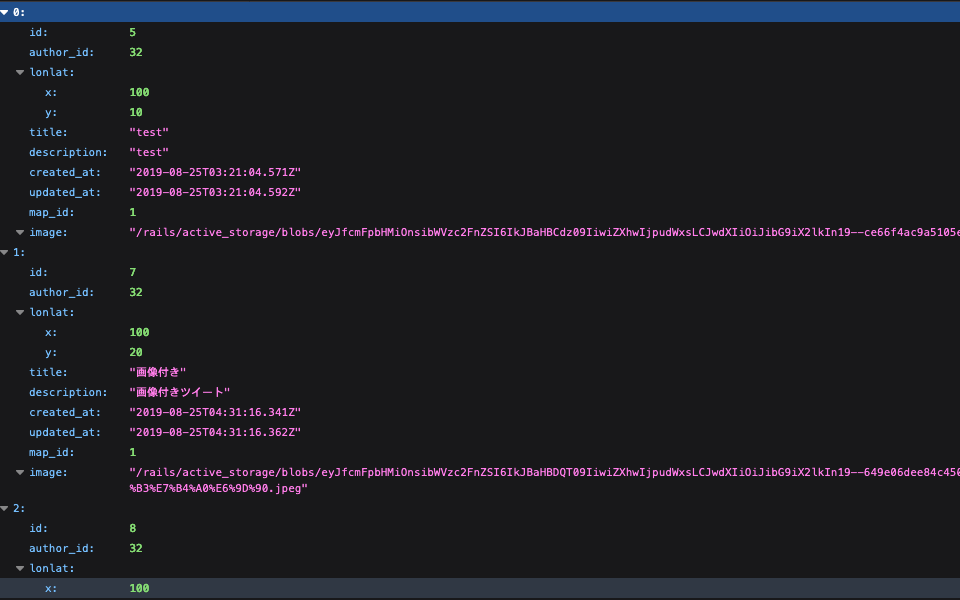 0:
id: 5
author_id: 32
lonlat:
x: 100
y: 10
title: "test"
description: "test"
created_at: "2019-08-25T03:21:04.571Z"
updated_at: "2019-08-25T03:21:04.592Z"
map_id: 1
image: "/rails/active_storage/blobs/eyJfcmFpbHMiOnsibWVzc2FnZSI6IkJBaHBCdz09IiwiZXhwIjpudWxsLCJwdXIiOiJibG9iX2lkIn19--ce66f4ac9a5105e
1:
id: 7
author_id: 32
lonlat:
x: 100
y: 20
title: "画像付き"
description: "画像付きツイート"
created_at: "2019-08-25T04:31:16.341Z"
updated_at: "2019-08-25T04:31:16.362Z"
map_id: 1
image: "/rails/active_storage/blobs/eyJfcmFpbHMiOnsibWVzc2FnZSI6IkJBaHBDQT09IiwiZXhwIjpudWxsLCJwdXIiOiJibG9iX2lkIn19--649e06dee84c450
%B3%E7%B4%A0%E6%9D%90.jpeg"
2:
id: 8
author_id: 32
lonlat:
x: 100